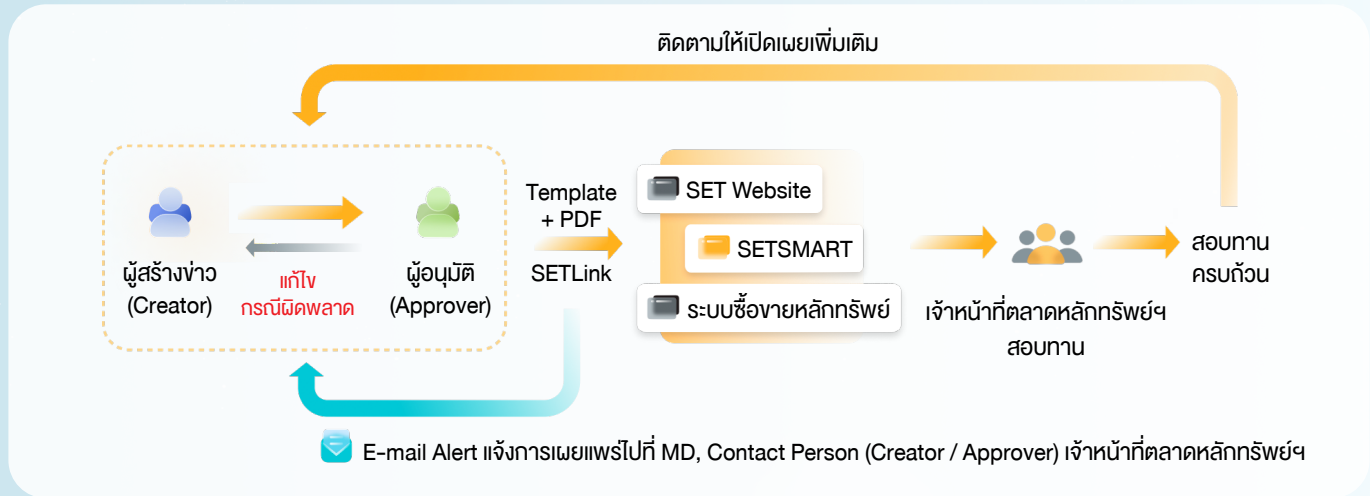 ติดตามให้เปิดเผยเพิ่มเติม
ผู้สร้างข่าว
(Creator)
แก้ไข
กรณีผิดพลาด
ผู้อนุมัติ
(Approver)
Template
+ PDF
SETLink
SET Website
SETSMART
ระบบซื้อขายหลักทรัพย์
เจ้าหน้าที่ตลาดหลักทรัพย์ฯ
สอบทาน
สอบทาน
ครบถ้วน
E-mail Alert แจ้งการเผยแพร่ไปที่ MD, Contact Person (Creator / Approver) เจ้าหน้าที่ตลาดหลักทรัพย์ฯ